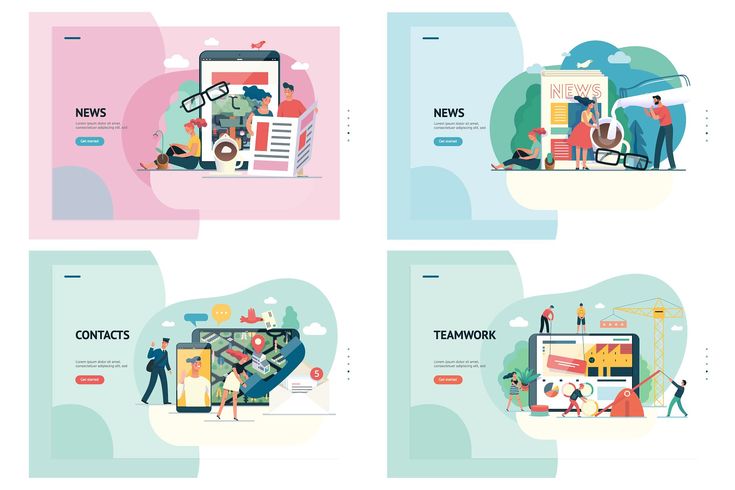 NEWS
Lorem ipsum dolor sit amet,
consectetuer adipiscing elit, sed
Get started
NEWS
NEWS
Lorem ipsum dolor sit amet,
consectetuer adipiscing elit, sed
Get started
CONTACTS
Lorem ipsum dolor sit amet,
consectetuer adipiscing elit, sed
Get started
5
TEAMWORK
Lorem ipsum dolor sit amet,
consectetuer adipiscing elit, sed
Get started